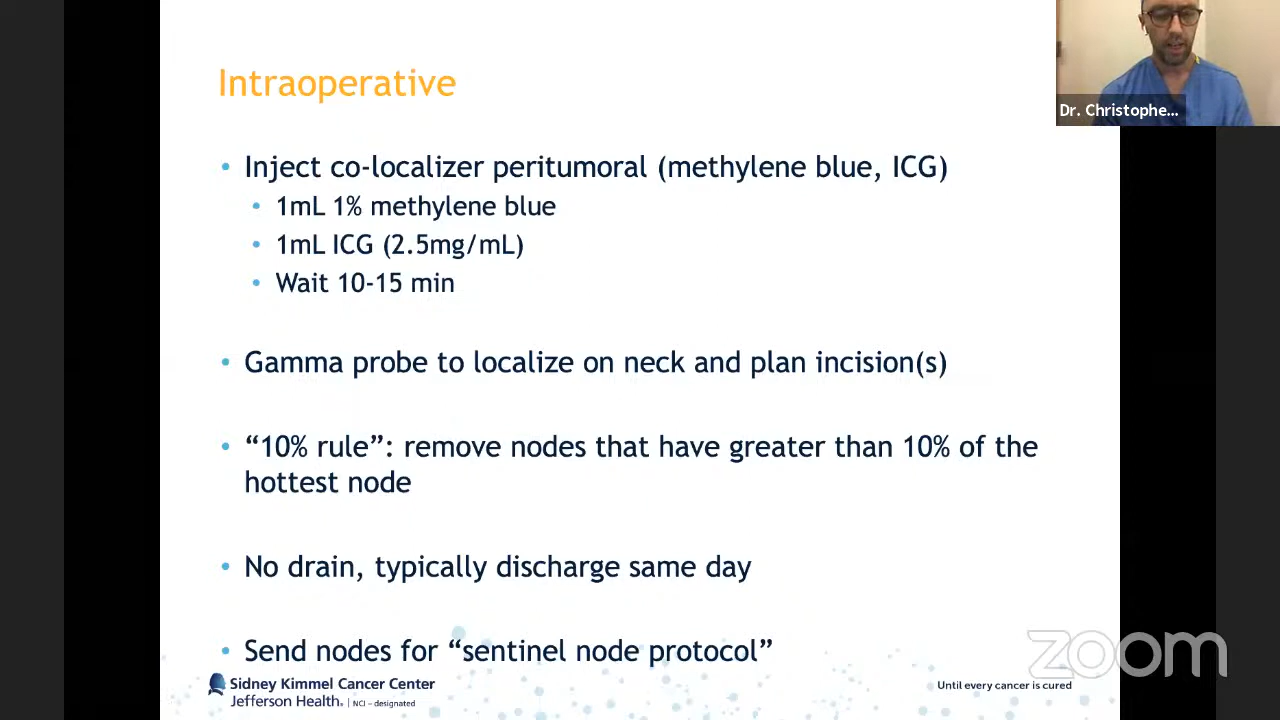 Intraoperative
Dr. Christophe...
• Inject co-localizer peritumoral (methylene blue, ICG)
• 1mL 1% methylene blue
• 1mL ICG (2.5mg/mL)
• Wait 10-15 min
• Gamma probe to localize on neck and plan incision(s)
• “10% rule”: remove nodes that have greater than 10% of the
hottest node
• No drain, typically discharge same day
• Send nodes for “sentinel node protocol”
zoom
Sidney Kimmel Cancer Center
Jefferson Health. | NCI – designated
Until every cancer is cured